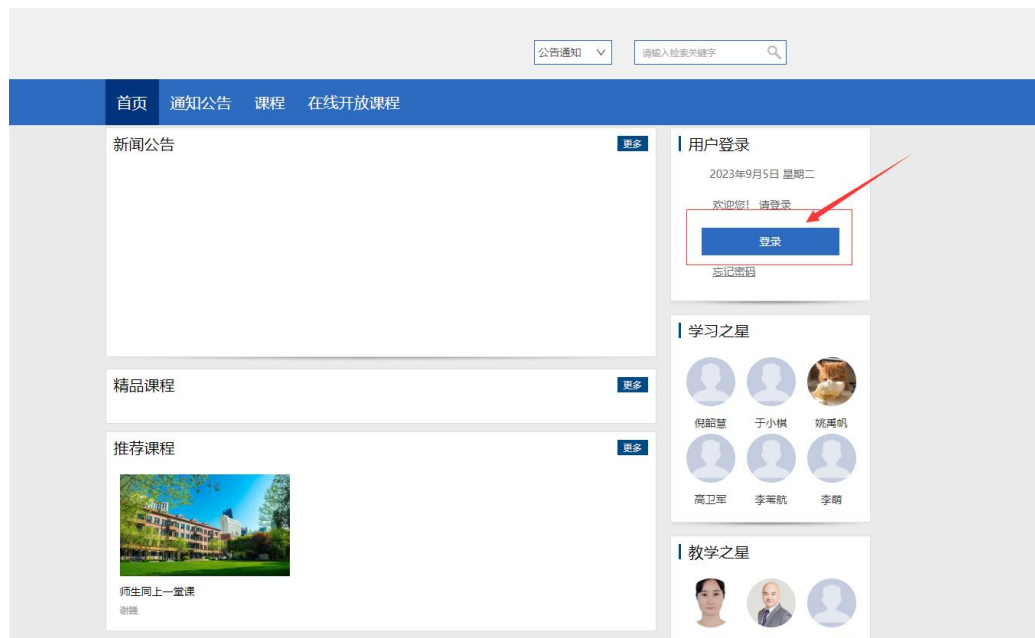 公告通知 请输入检索关键字
首页 通知公告 课程 在线开放课程
新闻公告 更多
用户登录
2023年9月5日 星期二
欢迎您！ 请登录
登录
忘记密码
学习之星
倪韶慧 于小棋 姚禹帆
高卫军 李苇航 李萌
精品课程 更多
推荐课程 更多
师生同上一堂课
教学之星